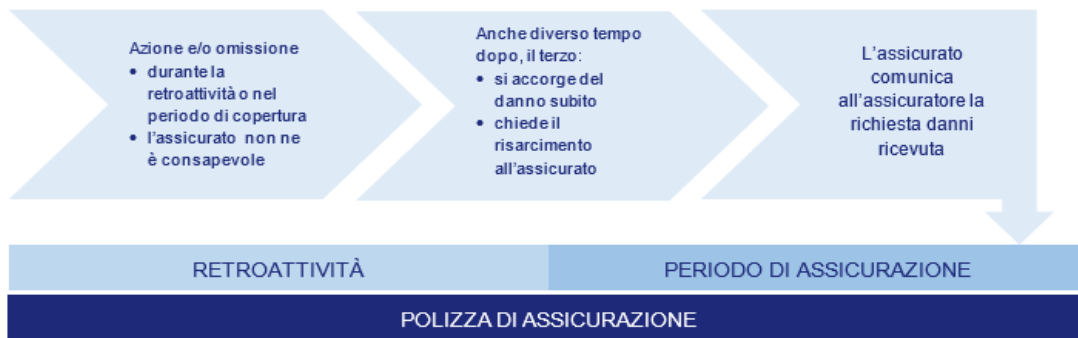 Azione e/o omissione
• durante la
retroattività o nel
periodo di copertura
• l'assicurato non ne
è consapevole
Anche diverso tempo
dopo, il terzo:
• si accorge del
danno subito
• chiede il
risarcimento
all'assicurato
L'assicurato
comunica
all'assicuratore la
richiesta danni
ricevuta
RETROATTIVITÀ
PERIODO DI ASSICURAZIONE
POLIZZA DI ASSICURAZIONE